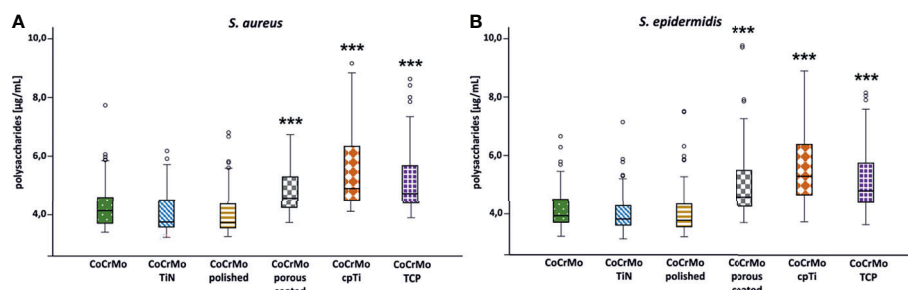 A
S. aureus
polysaccharides [µg/mL]
10,0
8,0
6,0
4,0
***
***
***
CoCrMo
CoCrMo TiN
CoCrMo polished
CoCrMo porous
CoCrMo cpTi
CoCrMo TCP
B
S. epidermidis
polysaccharides [µg/mL]
10,0
8,0
6,0
4,0
***
***
***
CoCrMo
CoCrMo TiN
CoCrMo polished
CoCrMo porous
CoCrMo cpTi
CoCrMo TCP